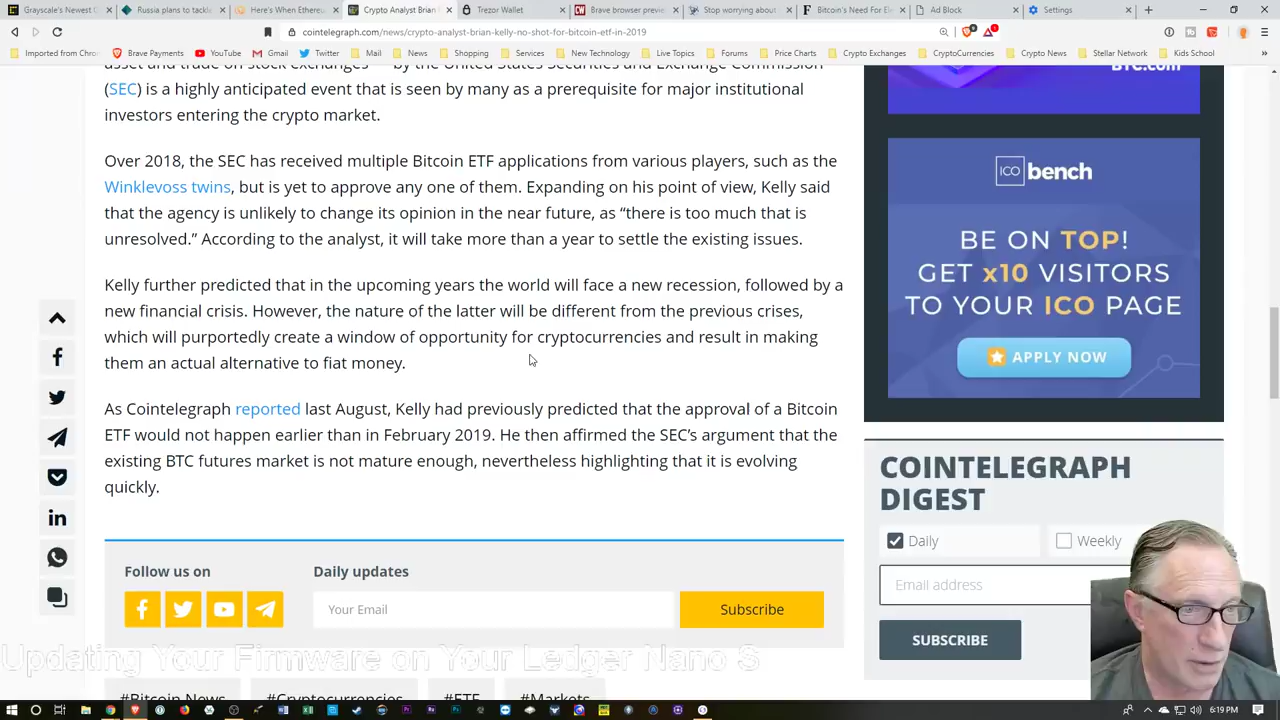 Grayscale's Newest C
Russia plans to tackle
Here's When Ethereu
Crypto Analyst Brian
Trezor Wallet
Brave browser previe
Stop worrying about
Bitcoin's Need For Ele
Ad Block
Settings
cointelegraph.com/news/crypto-analyst-brian-kelly-no-shot-for-bitcoin-etf-in-2019
Imported from Chro
Brave Payments
YouTube
Gmail
Twitter
Mail
News
Shopping
Services
New Technology
Live Topics
Forums
Price Charts
Crypto Exchanges
CryptoCurrencies
Crypto News
Stellar Network
Kids School
asset and trade on stock exchanges — by the United States Securities and Exchange Commission
(SEC) is a highly anticipated event that is seen by many as a prerequisite for major institutional
investors entering the crypto market.
Over 2018, the SEC has received multiple Bitcoin ETF applications from various players, such as the
Winklevoss twins, but is yet to approve any one of them. Expanding on his point of view, Kelly said
that the agency is unlikely to change its opinion in the near future, as “there is too much that is
unresolved.” According to the analyst, it will take more than a year to settle the existing issues.
Kelly further predicted that in the upcoming years the world will face a new recession, followed by a
new financial crisis. However, the nature of the latter will be different from the previous crises,
which will purportedly create a window of opportunity for cryptocurrencies and result in making
them an actual alternative to fiat money.
As Cointelegraph reported last August, Kelly had previously predicted that the approval of a Bitcoin
ETF would not happen earlier than in February 2019. He then affirmed the SEC’s argument that the
existing BTC futures market is not mature enough, nevertheless highlighting that it is evolving
quickly.
Follow us on
Daily updates
Your Email
Subscribe
#Bitcoin News
#Cryptocurrencies
#ETF
#Markets
BTC.com
ICO bench
BE ON TOP!
GET x10 VISITORS
TO YOUR ICO PAGE
APPLY NOW
COINTELEGRAPH
DIGEST
Daily
Weekly
Email address
SUBSCRIBE
Updating Your Firmware on Your Ledger Nano S
6:19 PM